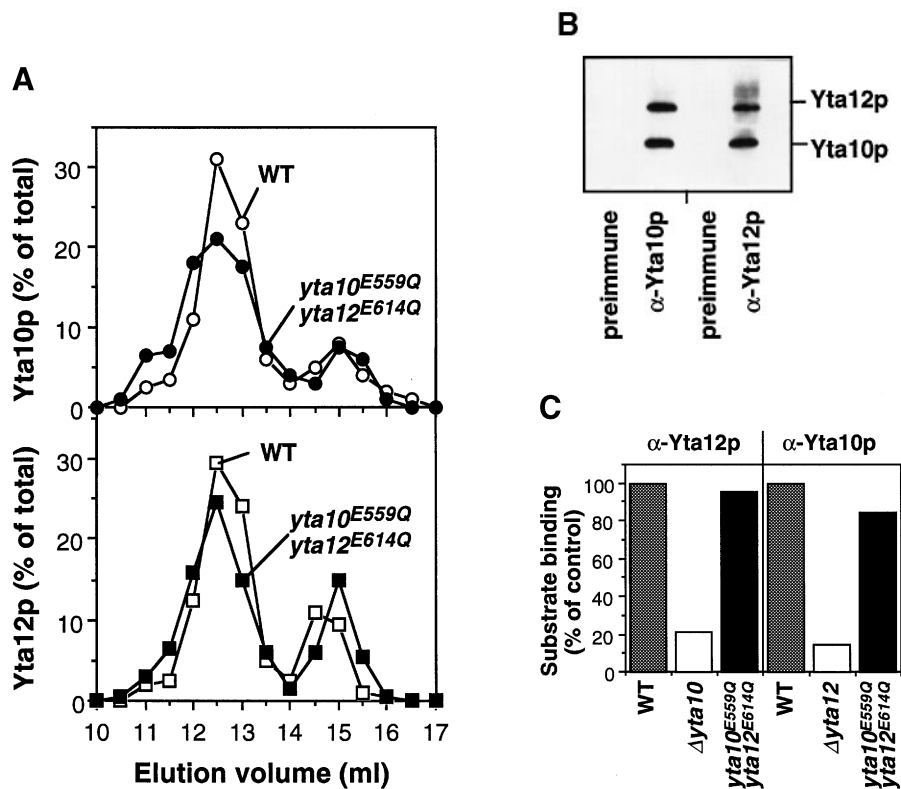 A
Yta10p (% of total)
30
20
10
0
WT
yta10E559Q
yta12E614Q
Yta12p (% of total)
30
20
10
0
WT
yta10E559Q
yta12E614Q
10 11 12 13 14 15 16 17
Elution volume (ml)
B
Yta12p
Yta10p
preimmune
α-Yta10p
preimmune
α-Yta12p
C
α-Yta12p α-Yta10p
Substrate binding
(% of control)
100
80
60
40
20
0
WT
Δyta10
yta10E559Q
yta12E614Q
WT
Δyta12
yta10E559Q
yta12E614Q